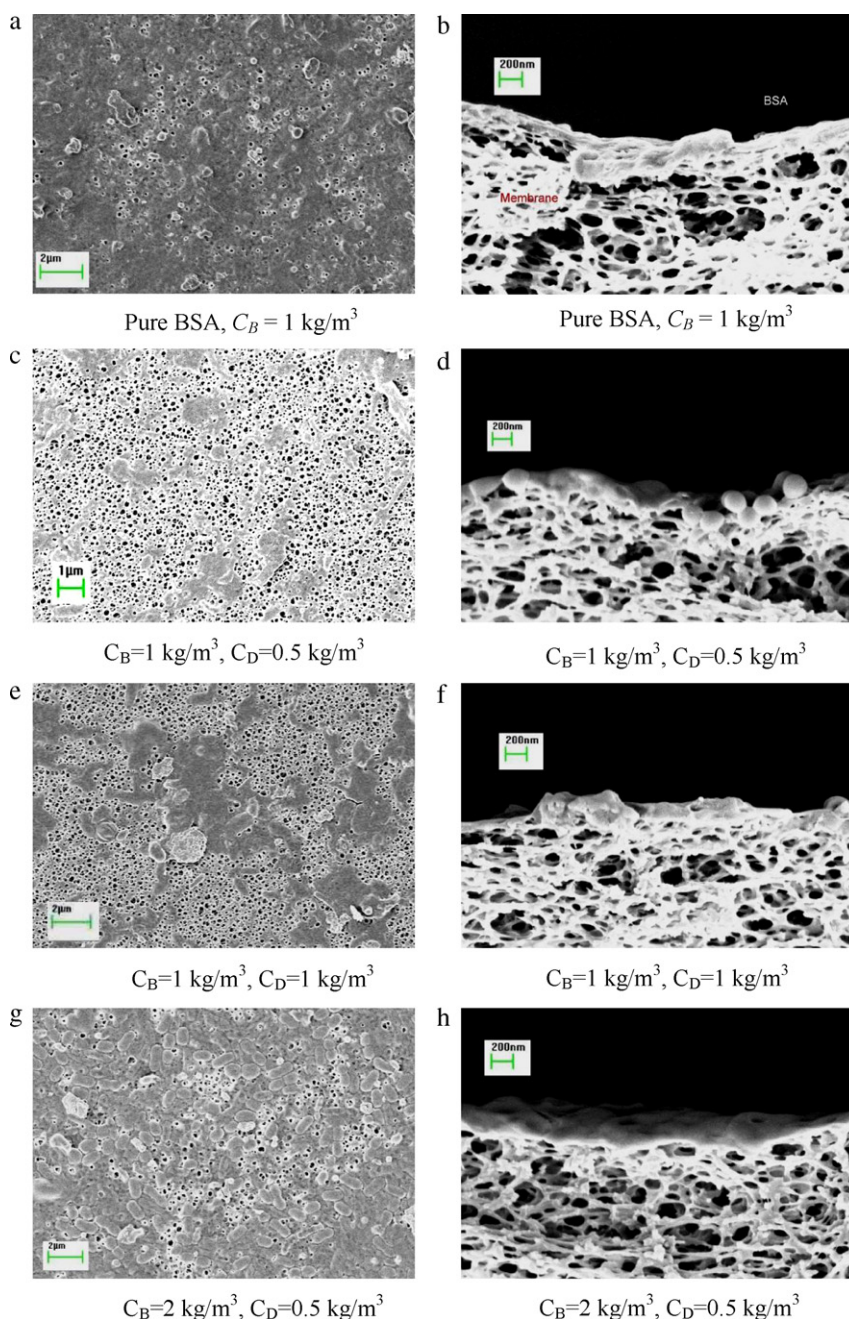 a
b
2µm
200nm
BSA
Membrane
Pure BSA, C_B = 1 kg/m³
Pure BSA, C_B = 1 kg/m³
c
d
1µm
200nm
C_B=1 kg/m³, C_D=0.5 kg/m³
C_B=1 kg/m³, C_D=0.5 kg/m³
e
f
2µm
200nm
C_B=1 kg/m³, C_D=1 kg/m³
C_B=1 kg/m³, C_D=1 kg/m³
g
h
2µm
200nm
C_B=2 kg/m³, C_D=0.5 kg/m³
C_B=2 kg/m³, C_D=0.5 kg/m³